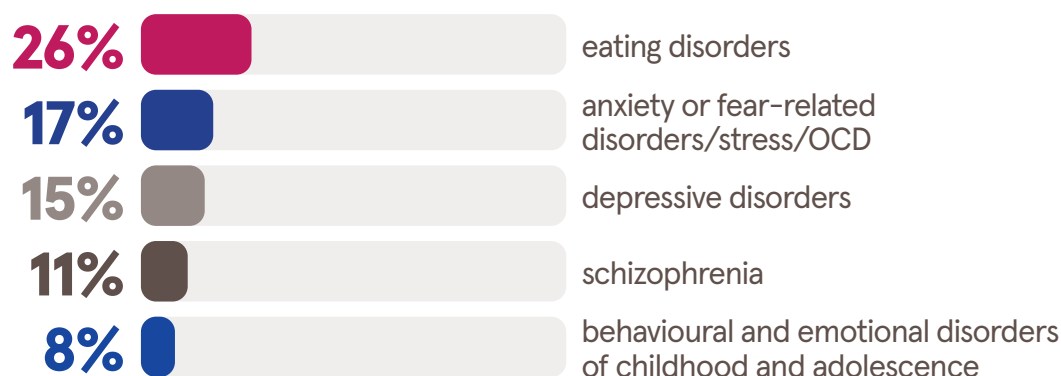 26% eating disorders
17% anxiety or fear-related
disorders/stress/OCD
15% depressive disorders
11% schizophrenia
8% behavioural and emotional disorders
of childhood and adolescence